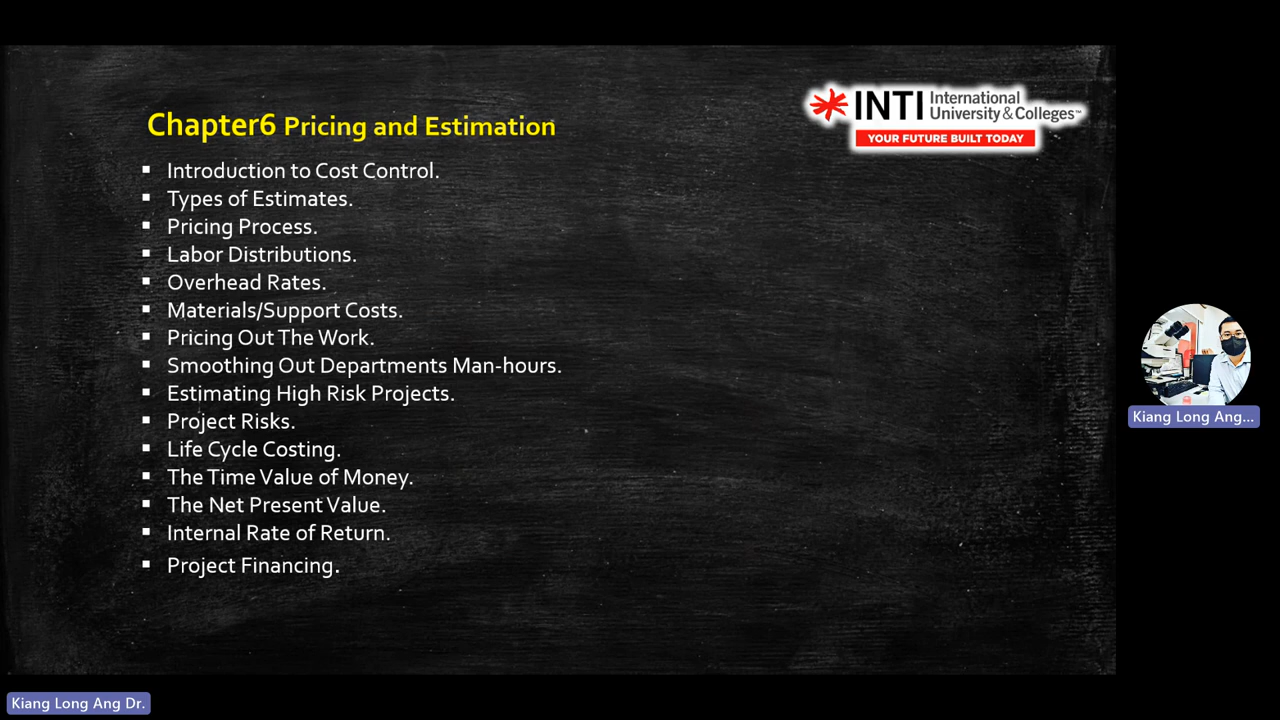 Chapter6 Pricing and Estimation
INTI International University & Colleges™
YOUR FUTURE BUILT TODAY
Introduction to Cost Control.
Types of Estimates.
Pricing Process.
Labor Distributions.
Overhead Rates.
Materials/Support Costs.
Pricing Out The Work.
Smoothing Out Departments Man-hours.
Estimating High Risk Projects.
Project Risks.
Life Cycle Costing.
The Time Value of Money.
The Net Present Value.
Internal Rate of Return.
Project Financing.
Kiang Long Ang...
Kiang Long Ang Dr.